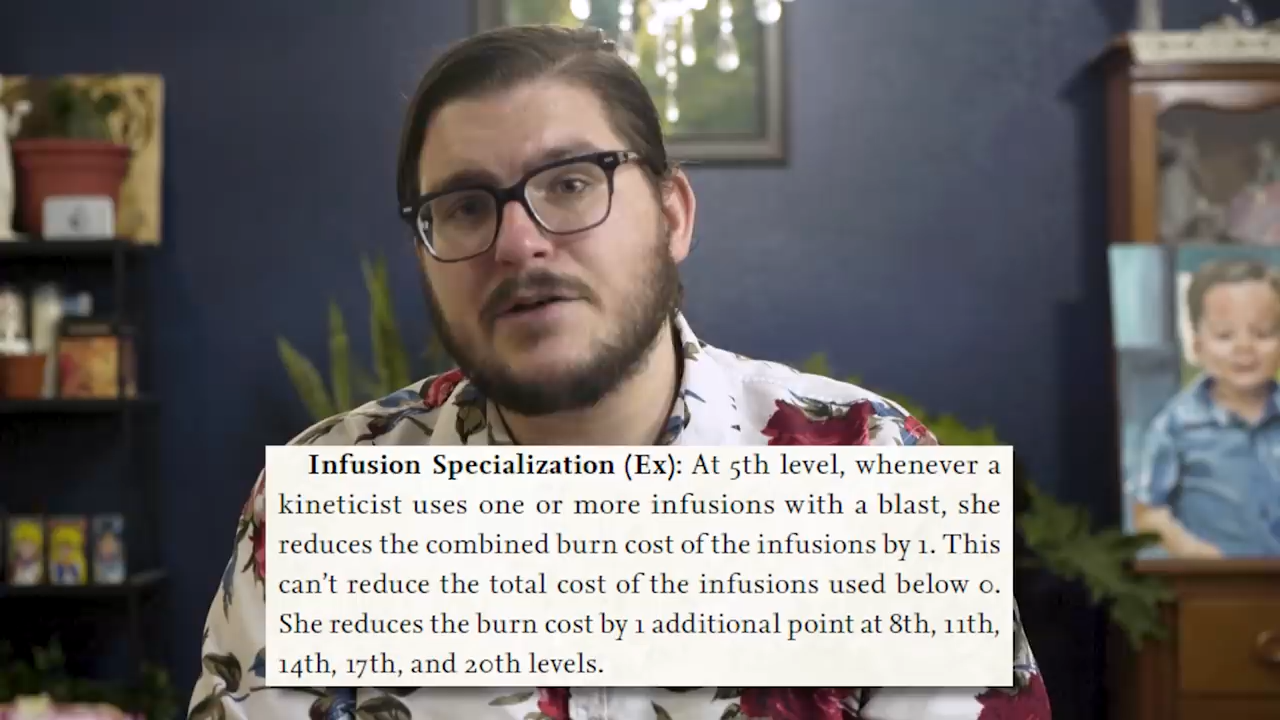 Infusion Specialization (Ex): At 5th level, whenever a
kineticist uses one or more infusions with a blast, she
reduces the combined burn cost of the infusions by 1. This
can't reduce the total cost of the infusions used below 0.
She reduces the burn cost by 1 additional point at 8th, 11th,
14th, 17th, and 20th levels.